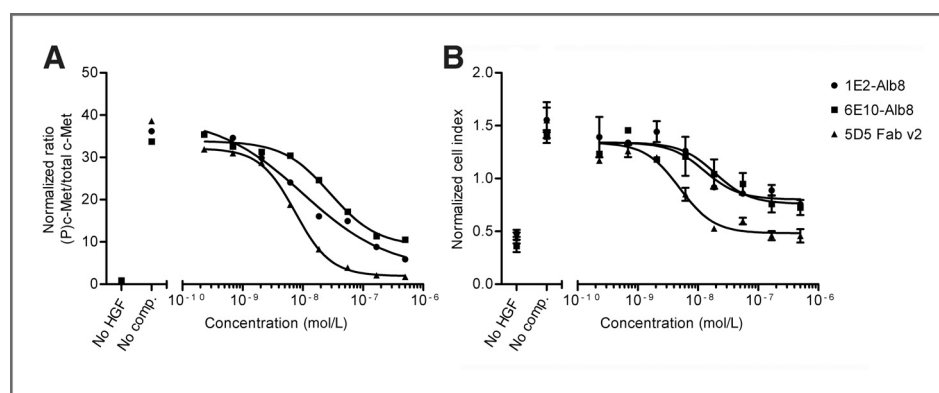 A
50
40
30
20
10
0
Normalized ratio
(P)c-Met/total c-Met
No HGF
No comp.
10-10
10-9
10-8
10-7
10-6
Concentration (mol/L)
B
2.0
1.5
1.0
0.5
0.0
Normalized cell index
No HGF
No comp.
10-10
10-9
10-8
10-7
10-6
Concentration (mol/L)
1E2-Alb8
6E10-Alb8
5D5 Fab v2